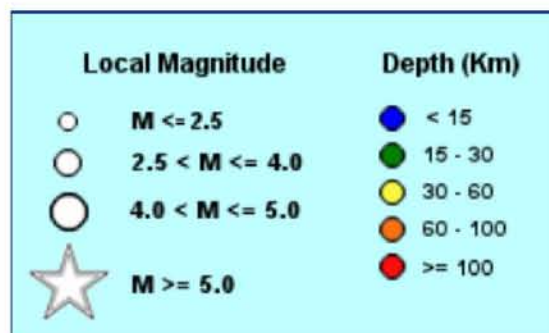 Local Magnitude
M <= 2.5
2.5 < M <= 4.0
4.0 < M <= 5.0
M >= 5.0
Depth (Km)
< 15
15 - 30
30 - 60
60 - 100
>= 100